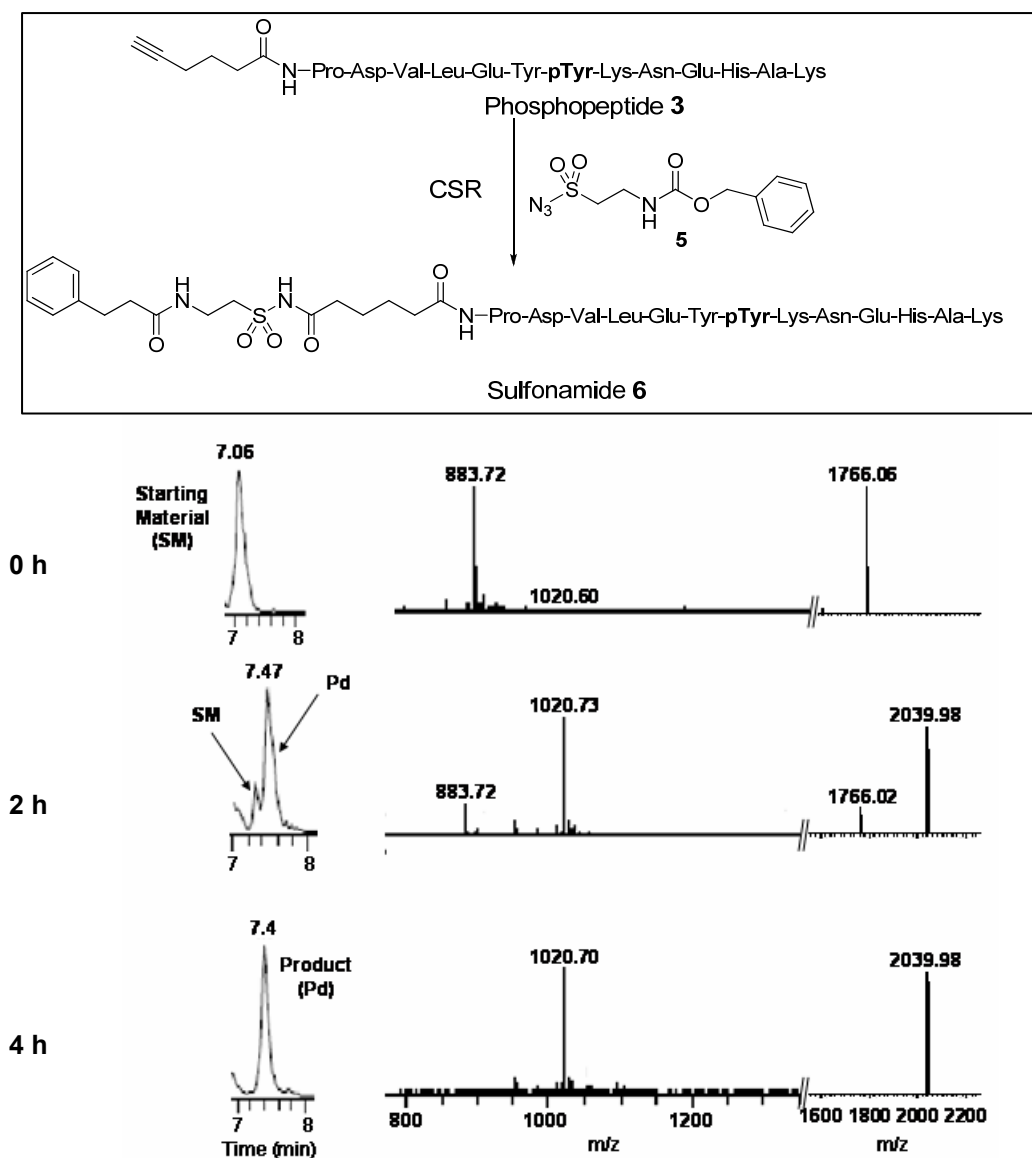 O
N
H
Pro-Asp-Val-Leu-Glu-Tyr-pTyr-Lys-Asn-Glu-His-Ala-Lys
Phosphopeptide 3
CSR
O O
S
N3
N
H
O
O
5
H
N
O
S
O O
H
N
O
O
N
H
Pro-Asp-Val-Leu-Glu-Tyr-pTyr-Lys-Asn-Glu-His-Ala-Lys
Sulfonamide 6
0 h
7.06
Starting
Material
(SM)
7 8
883.72
1020.60
1766.06
2 h
7.47
SM
Pd
7 8
883.72
1020.73
1766.02
2039.98
4 h
7.4
Product
(Pd)
7 8
Time (min)
1020.70
2039.98
800 1000 1200
m/z
1600 1800 2000 2200
m/z